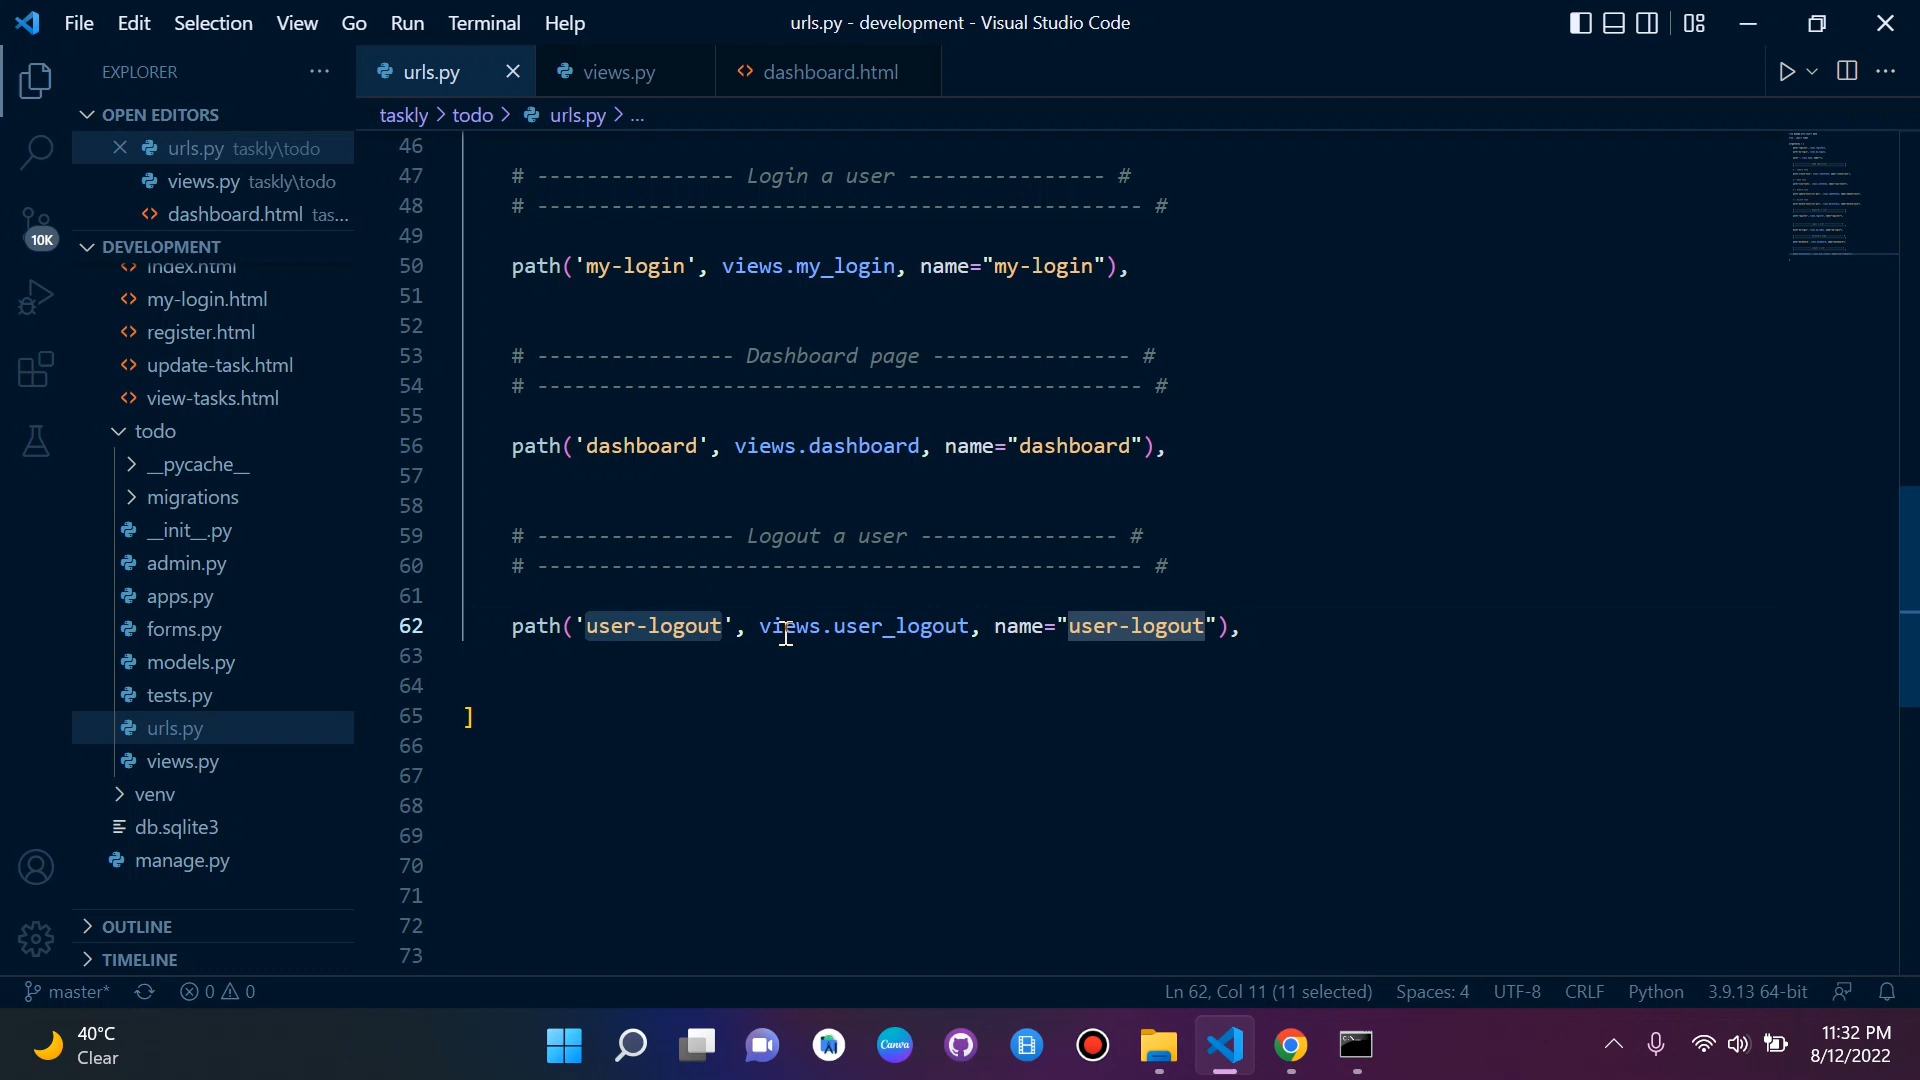 File Edit Selection View Go Run Terminal Help
urls.py - development - Visual Studio Code
EXPLORER
OPEN EDITORS
urls.py taskly\todo
views.py taskly\todo
dashboard.html tas...
DEVELOPMENT
index.html
my-login.html
register.html
update-task.html
view-tasks.html
todo
__pycache__
migrations
__init__.py
admin.py
apps.py
forms.py
models.py
tests.py
urls.py
views.py
venv
db.sqlite3
manage.py
OUTLINE
TIMELINE
10K
urls.py views.py dashboard.html
taskly > todo > urls.py > ...
46
47 # ---------------- Login a user ---------------- #
48 # ------------------------------------------------- #
49
50 path('my-login', views.my_login, name="my-login"),
51
52
53 # ---------------- Dashboard page ---------------- #
54 # ------------------------------------------------- #
55
56 path('dashboard', views.dashboard, name="dashboard"),
57
58
59 # ---------------- Logout a user ---------------- #
60 # ------------------------------------------------- #
61
62 path('user-logout', views.user_logout, name="user-logout"),
63
64
65 ]
66
67
68
69
70
71
72
73
master* 0 0 Ln 62, Col 11 (11 selected) Spaces: 4 UTF-8 CRLF Python 3.9.13 64-bit
40°C
Clear
Canva
11:32 PM
8/12/2022